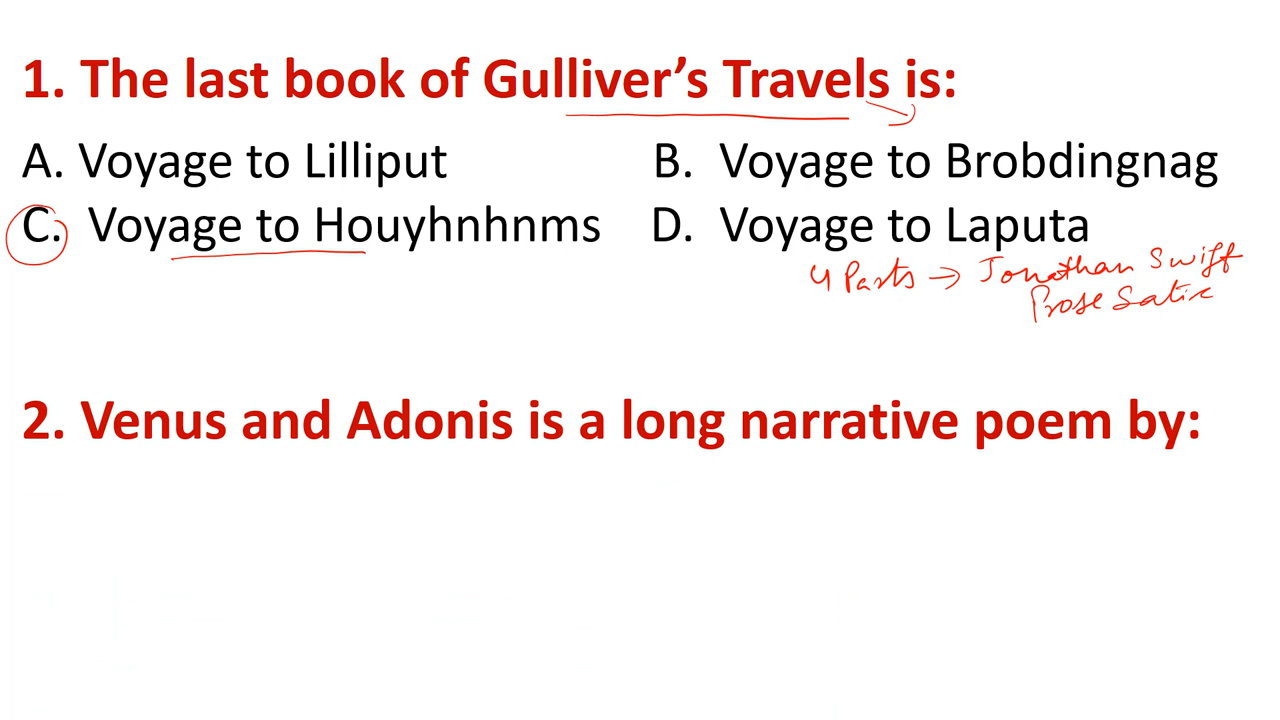 1. The last book of Gulliver's Travels is:
A. Voyage to Lilliput B. Voyage to Brobdingnag
C. Voyage to Houyhnhnms D. Voyage to Laputa
4 Parts → Jonathan Swift
Prose Satire
2. Venus and Adonis is a long narrative poem by: